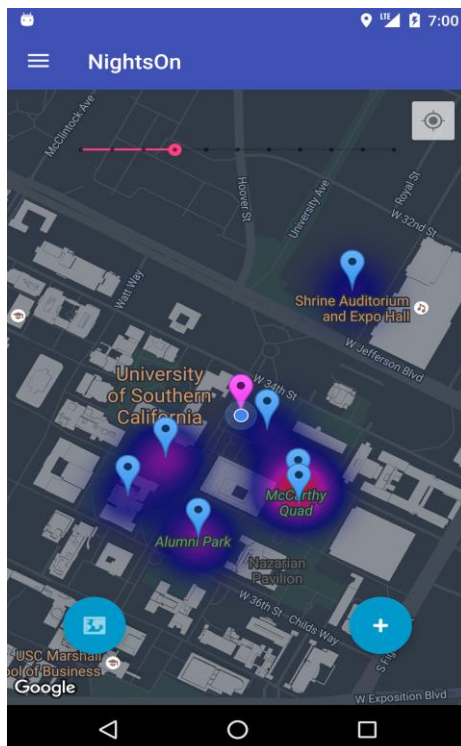 LTE 7:00
NightsOn
McClintock Ave
Hoover St
University Ave
Royal St
W 32nd St
Watt Way
Shrine Auditorium
and Expo Hall
W Jefferson Blvd
University
of Southern
California
W 34th St
McCarthy
Quad
Alumni Park
Nazarian
Pavilion
W 36th St - Childs Way
+
USC Marshall
ool of Business
S Fig
Google
W Exposition Blvd